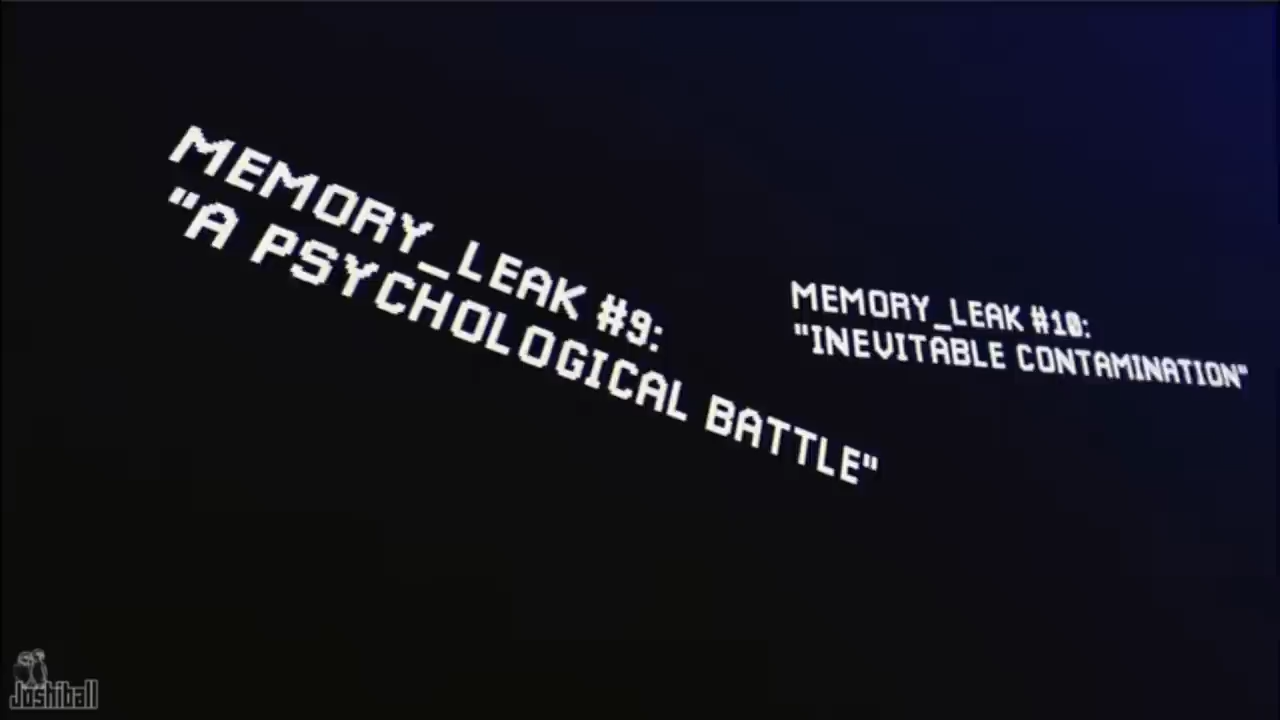 MEMORY_LEAK #9:
"A PSYCHOLOGICAL BATTLE"
MEMORY_LEAK #10:
"INEVITABLE CONTAMINATION"
Joshiball